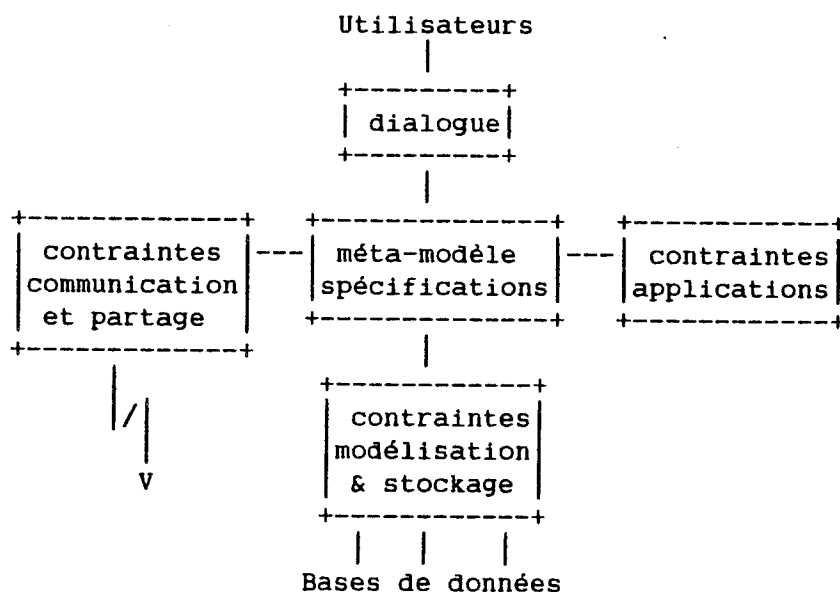 Utilisateurs
dialogue
contraintes
communication
et partage
méta-modèle
spécifications
contraintes
applications
contraintes
modélisation
& stockage
V
Bases de données